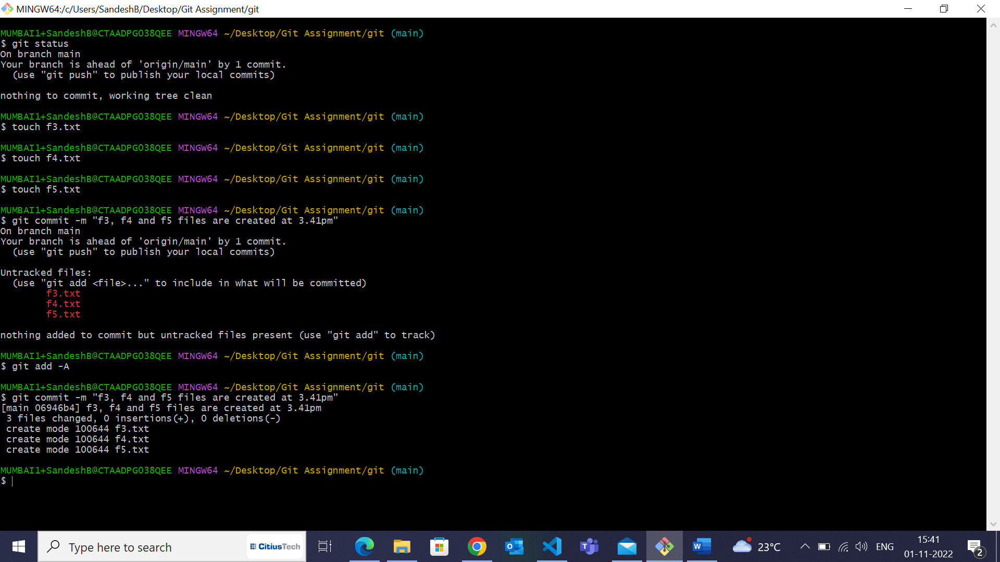 MINGW64:/c/Users/SandeshB/Desktop/Git Assignment/git
MUMBAI1+SandeshB@CTAADPG038QEE MINGW64 ~/Desktop/Git Assignment/git (main)
$ git status
On branch main
Your branch is ahead of 'origin/main' by 1 commit.
  (use "git push" to publish your local commits)
nothing to commit, working tree clean
MUMBAI1+SandeshB@CTAADPG038QEE MINGW64 ~/Desktop/Git Assignment/git (main)
$ touch f3.txt
MUMBAI1+SandeshB@CTAADPG038QEE MINGW64 ~/Desktop/Git Assignment/git (main)
$ touch f4.txt
MUMBAI1+SandeshB@CTAADPG038QEE MINGW64 ~/Desktop/Git Assignment/git (main)
$ touch f5.txt
MUMBAI1+SandeshB@CTAADPG038QEE MINGW64 ~/Desktop/Git Assignment/git (main)
$ git commit -m "f3, f4 and f5 files are created at 3.41pm"
On branch main
Your branch is ahead of 'origin/main' by 1 commit.
  (use "git push" to publish your local commits)
Untracked files:
  (use "git add <file>..." to include in what will be committed)
        f3.txt
        f4.txt
        f5.txt
nothing added to commit but untracked files present (use "git add" to track)
MUMBAI1+SandeshB@CTAADPG038QEE MINGW64 ~/Desktop/Git Assignment/git (main)
$ git add -A
MUMBAI1+SandeshB@CTAADPG038QEE MINGW64 ~/Desktop/Git Assignment/git (main)
$ git commit -m "f3, f4 and f5 files are created at 3.41pm"
[main 06946b4] f3, f4 and f5 files are created at 3.41pm
 3 files changed, 0 insertions(+), 0 deletions(-)
 create mode 100644 f3.txt
 create mode 100644 f4.txt
 create mode 100644 f5.txt
MUMBAI1+SandeshB@CTAADPG038QEE MINGW64 ~/Desktop/Git Assignment/git (main)
$
Type here to search
CitiusTech
23°C
ENG
15:41
01-11-2022
2